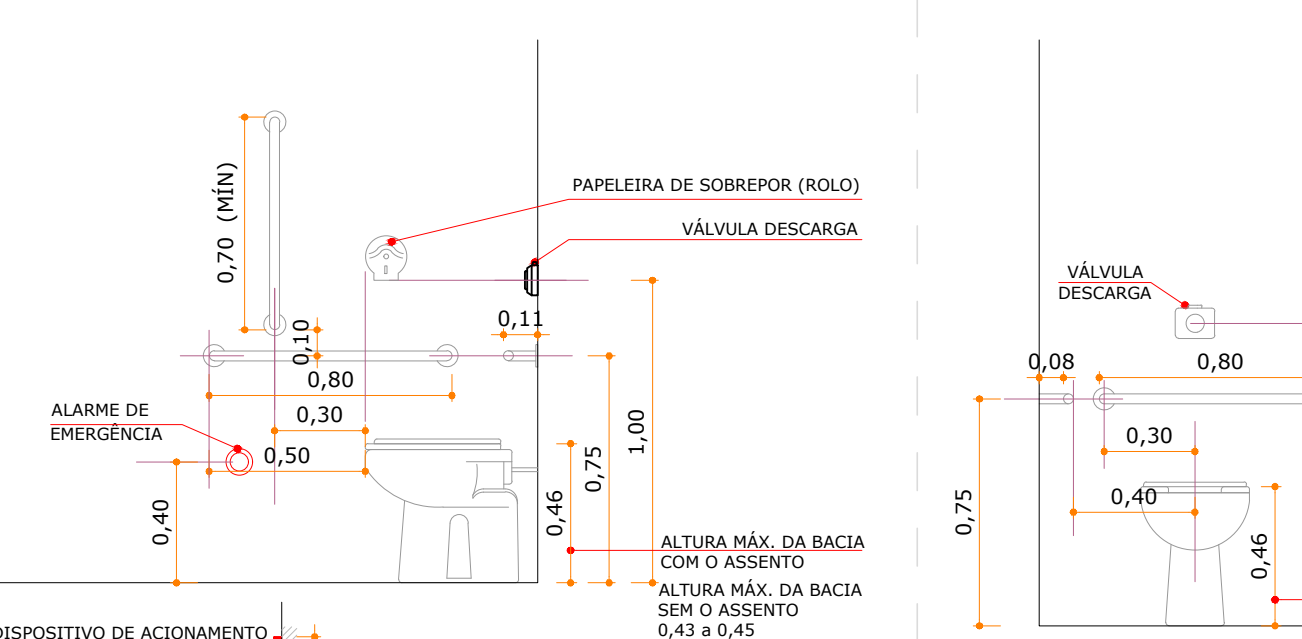 PAPELEIRA DE SOBREPOR (ROLO)
VÁLVULA DESCARGA
0,70 (MÍN)
0,10
0,11
0,80
0,30
0,50
ALARME DE
EMERGÊNCIA
0,40
1,00
0,75
0,46
ALTURA MÁX. DA BACIA
COM O ASSENTO
ALTURA MÁX. DA BACIA
SEM O ASSENTO
0,43 a 0,45
DISPOSITIVO DE ACIONAMENTO
VÁLVULA
DESCARGA
0,08
0,80
0,30
0,40
0,75
0,46